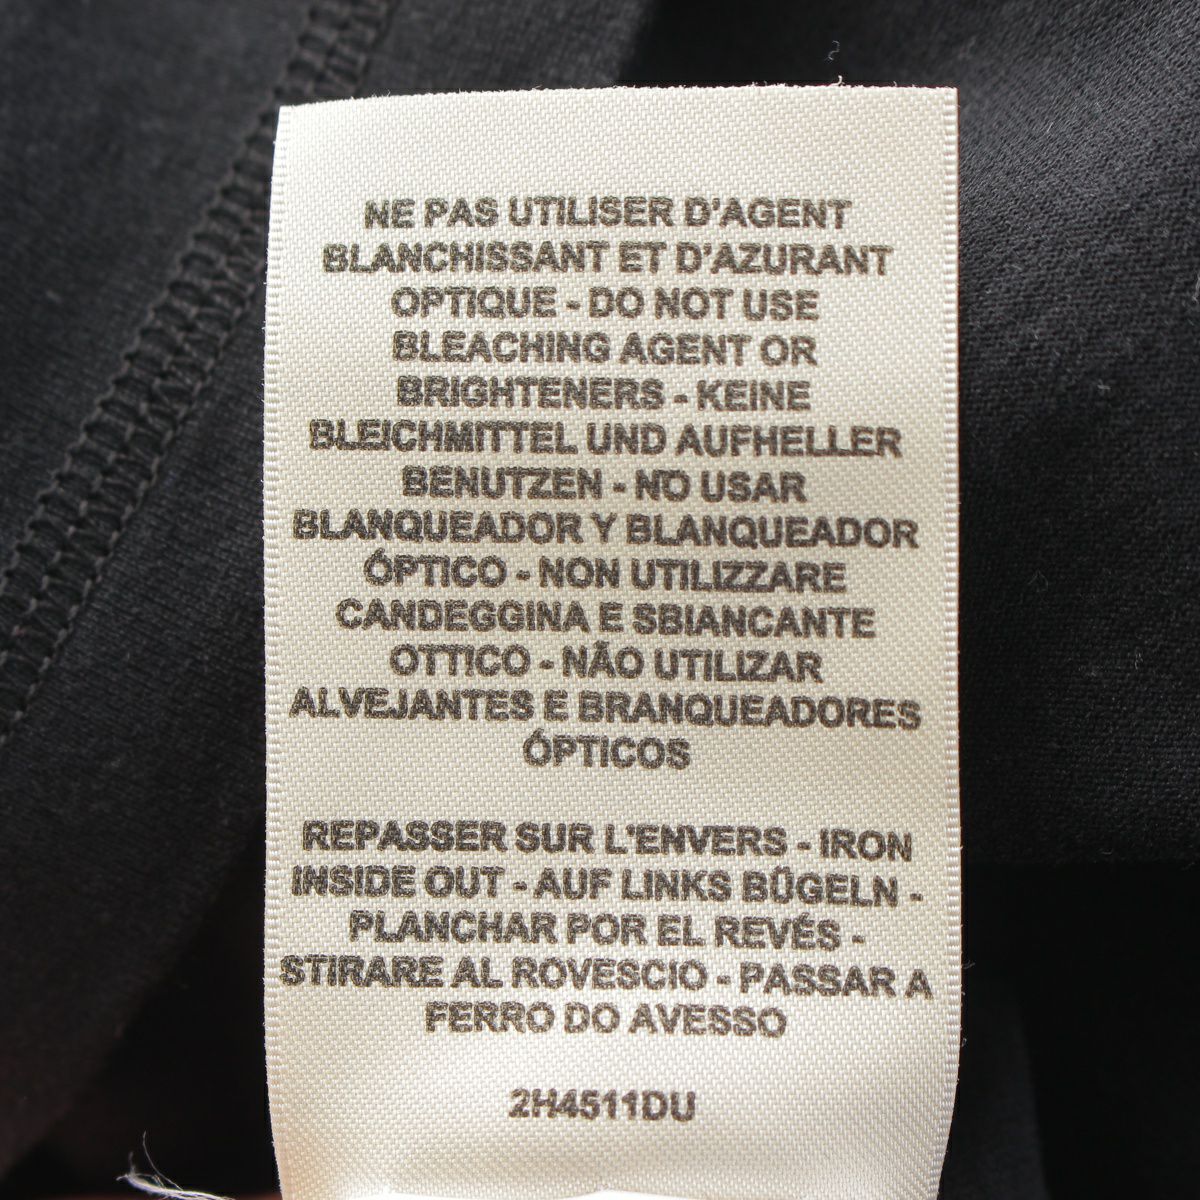 NE PAS UTILISER D'AGENT
BLANCHISSANT ET D'AZURANT
OPTIQUE - DO NOT USE
BLEACHING AGENT OR
BRIGHTENERS - KEINE
BLEICHMITTEL UND AUFHELLER
BENUTZEN - NO USAR
BLANQUEADOR Y BLANQUEADOR
ÓPTICO - NON UTILIZZARE
CANDEGGINA E SBIANCANTE
OTTICO - NÃO UTILIZAR
ALVEJANTES E BRANQUEADORES
ÓPTICOS
REPASSER SUR L'ENVERS - IRON
INSIDE OUT - AUF LINKS BÜGELN -
PLANCHAR POR EL REVÉS -
STIRARE AL ROVESCIO - PASSAR A
FERRO DO AVESSO
2H4511DU